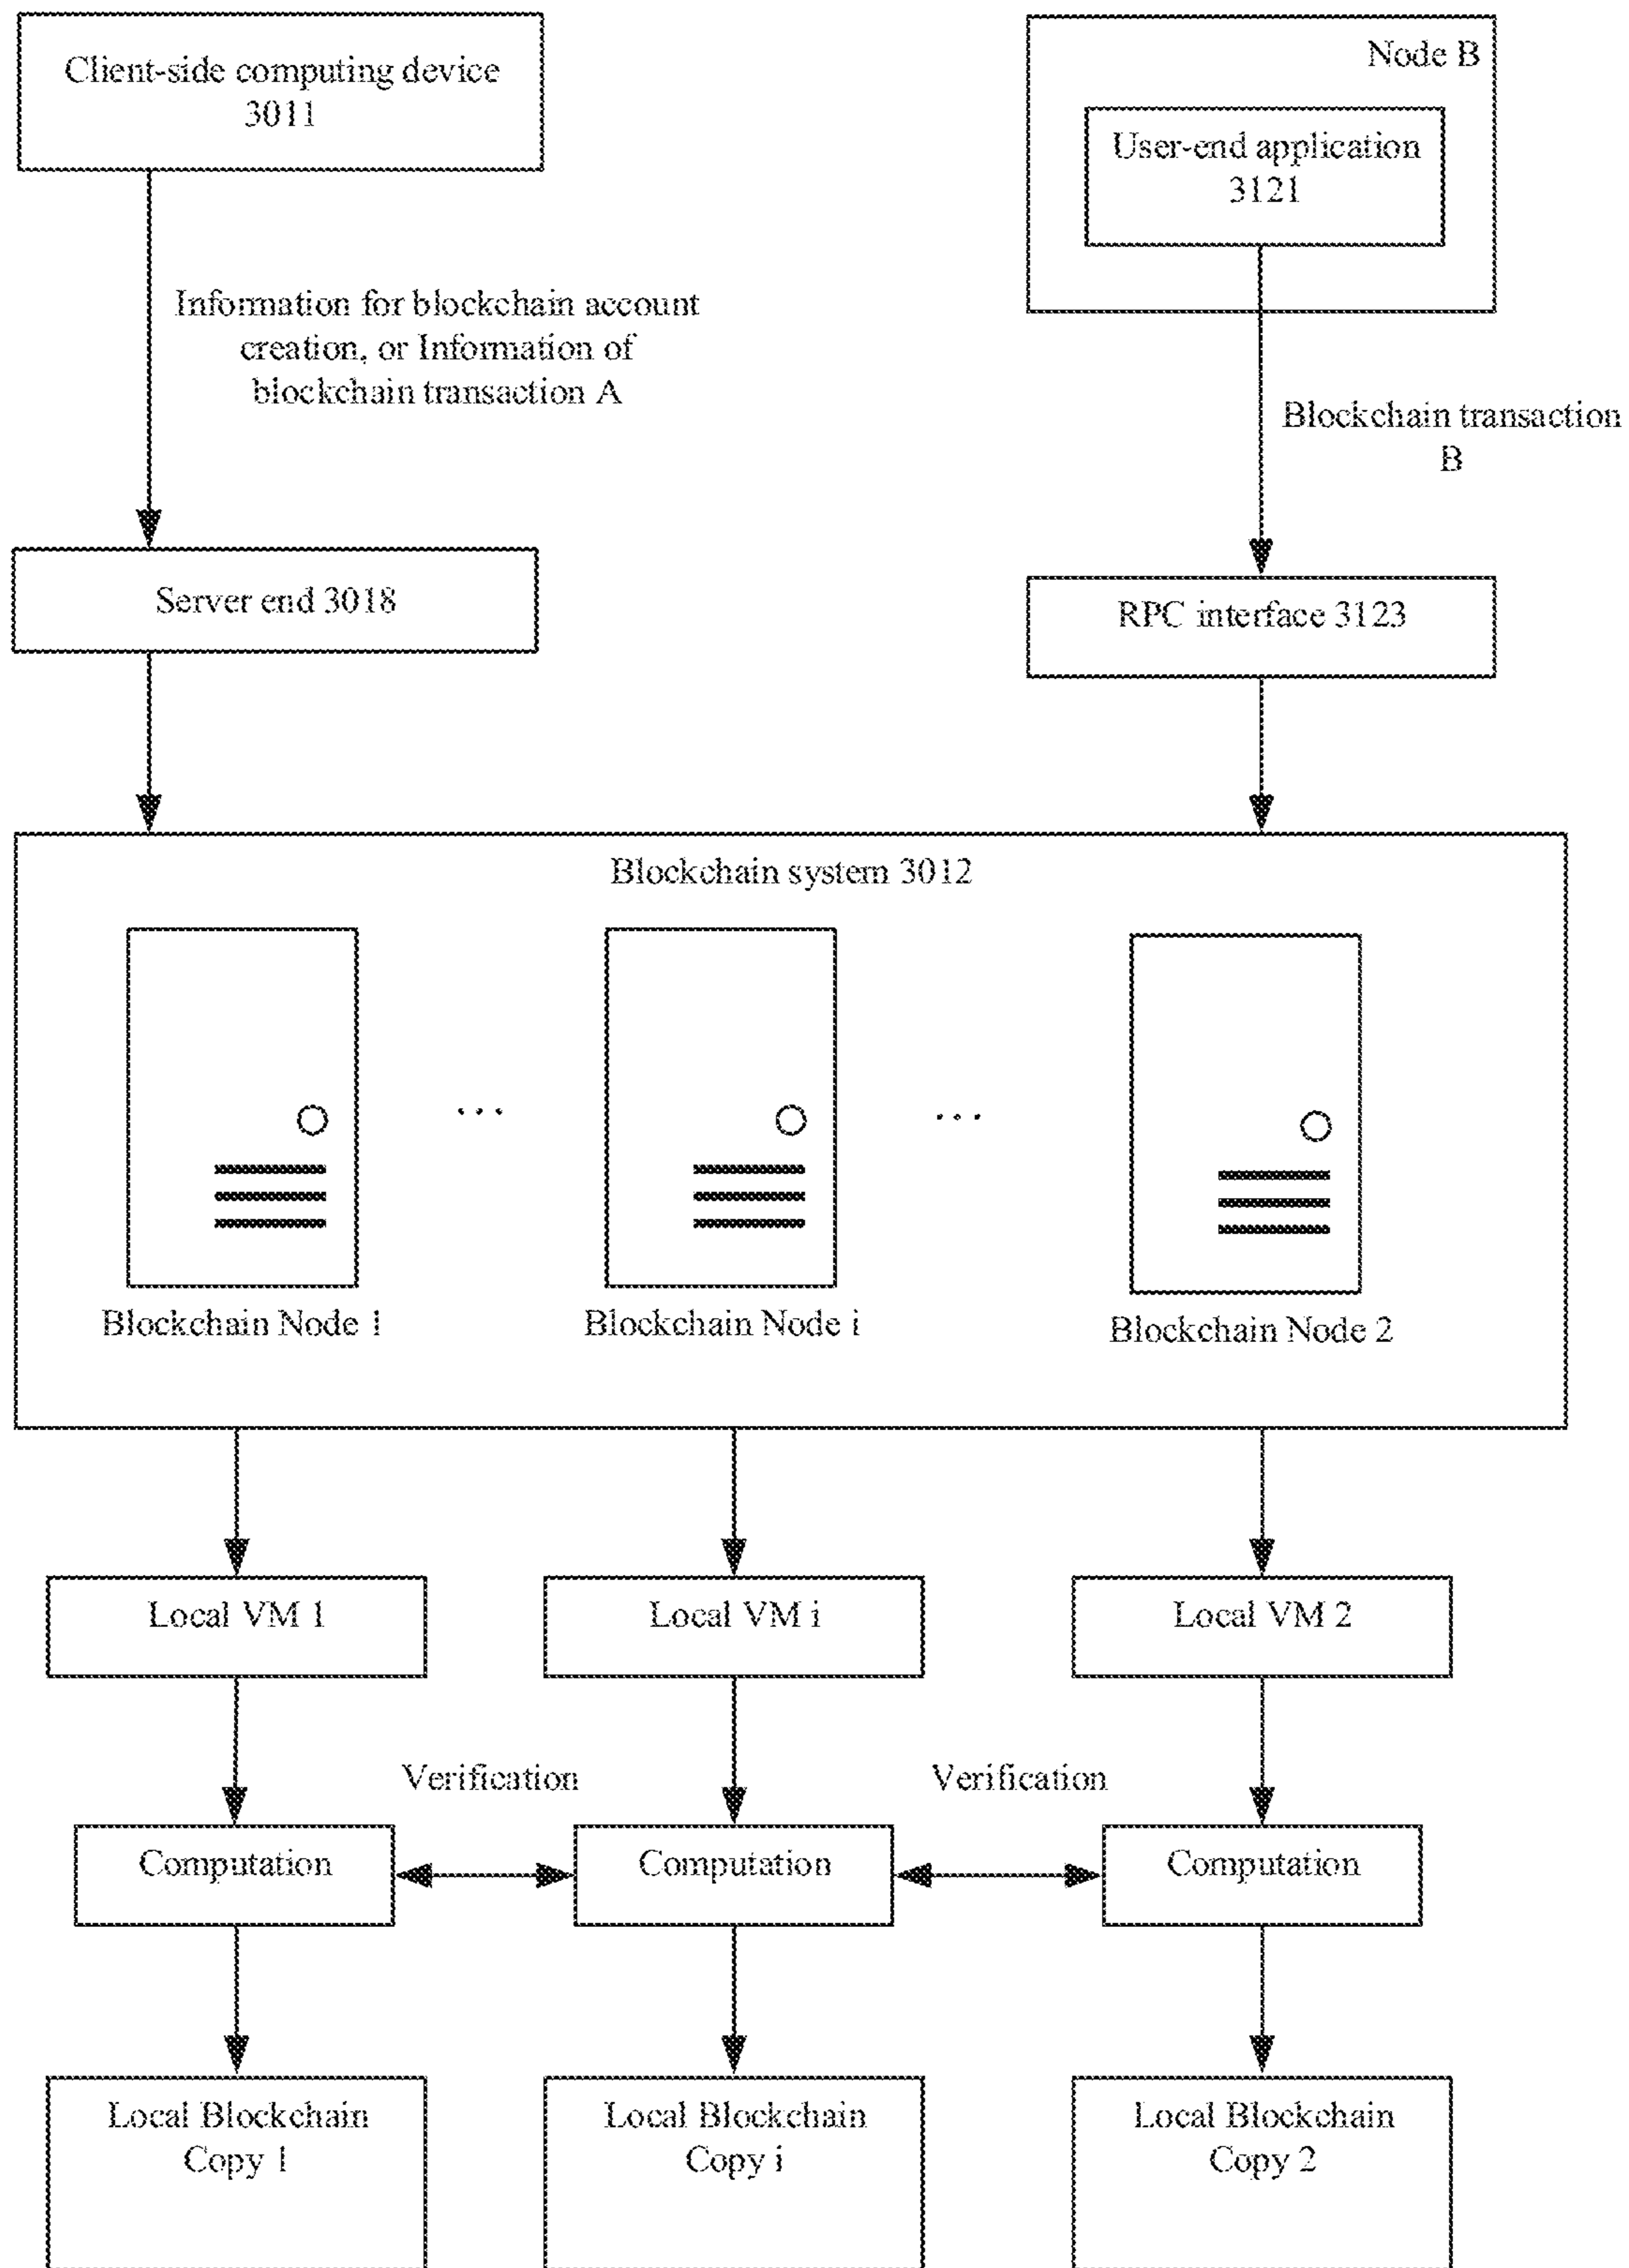 Client-side computing device
3011
Node B
User-end application
3121
Information for blockchain account
creation, or Information of
blockchain transaction A
Blockchain transaction
B
Server end 3018
RPC interface 3123
Blockchain system 3012
...
...
Blockchain Node 1
Blockchain Node i
Blockchain Node 2
Local VM 1
Local VM i
Local VM 2
Verification
Verification
Computation
Computation
Computation
Local Blockchain
Copy 1
Local Blockchain
Copy i
Local Blockchain
Copy 2